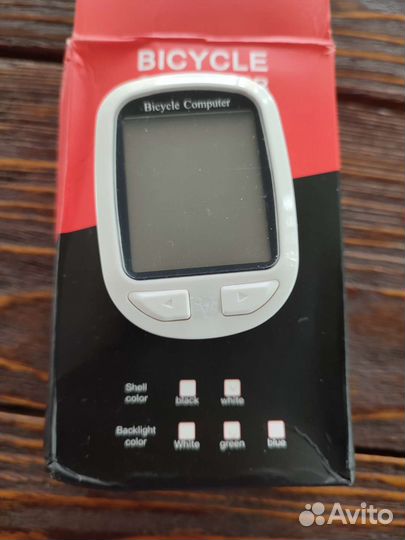 BICYCLE
Bicycle Computer
Shell color
black
white
Backlight color
White
green
blue
Avito